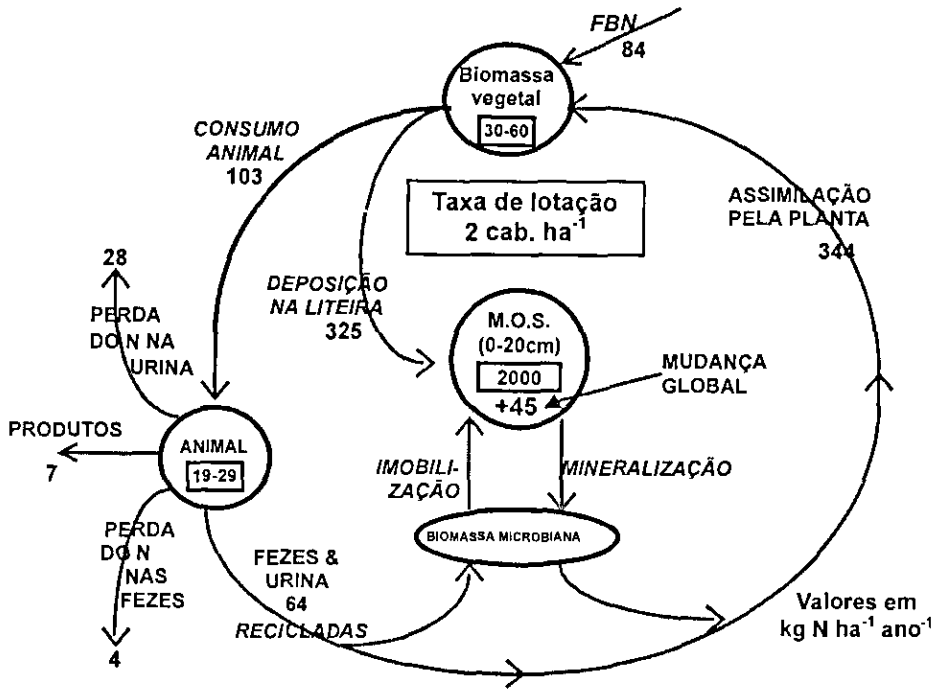 FBN
84
Biomassa
vegetal
30-60
CONSUMO
ANIMAL
103
Taxa de lotação
2 cab. ha-1
ASSIMILAÇÃO
PELA PLANTA
344
28
DEPOSIÇÃO
NA LITEIRA
325
PERDA
DO N NA
URINA
M.O.S.
(0-20cm)
2000
+45
MUDANÇA
GLOBAL
PRODUTOS
7
ANIMAL
19-29
IMOBILI-
ZAÇÃO
MINERALIZAÇÃO
PERDA
DO N
NAS
FEZES
4
BIOMASSA MICROBIANA
FEZES &
URINA
64
RECICLADAS
Valores em
kg N ha-1 ano-1